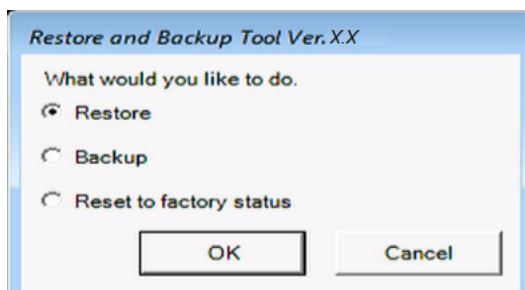 Restore and Backup Tool Ver. X.X
What would you like to do.
Restore
Backup
Reset to factory status
OK
Cancel